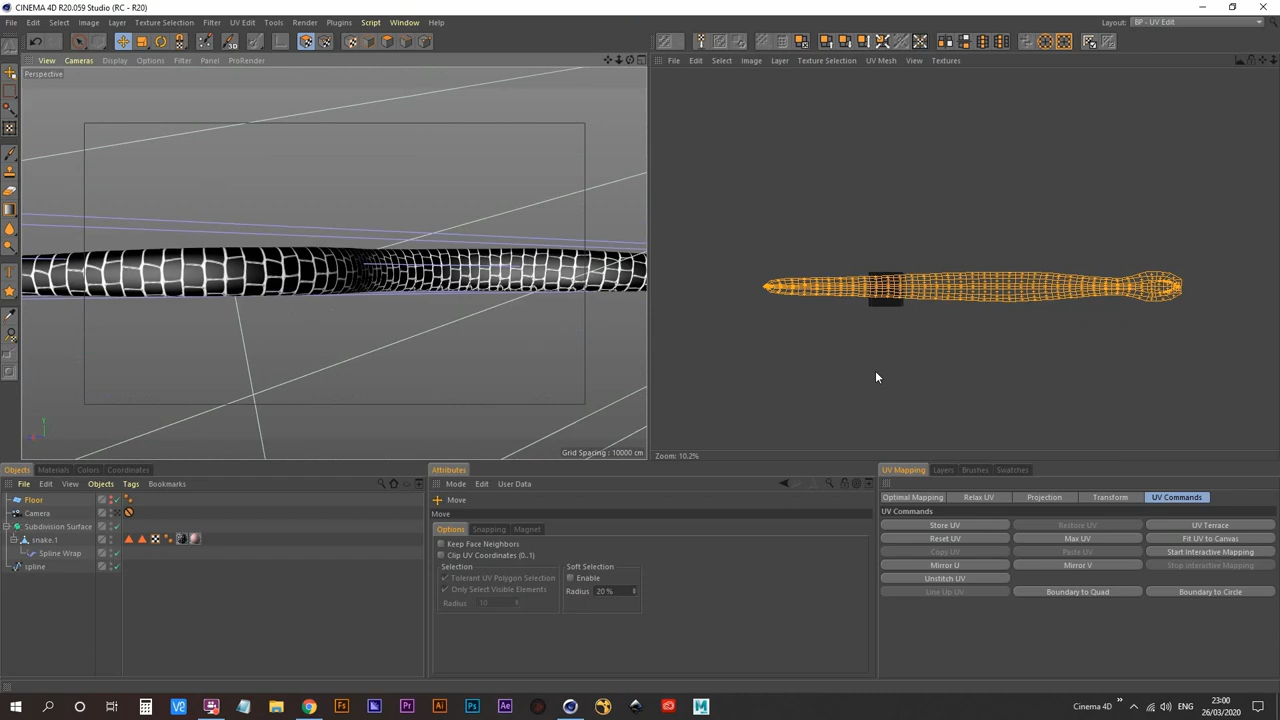 CINEMA 4D R20.059 Studio (RC - R20)
File Edit Select Image Layer Texture Selection Filter UV Edit Tools Render Plugins Script Window Help
Layout: BP - UV Edit
View Cameras Display Options Filter Panel ProRender
File Edit Select Image Layer Texture Selection UV Mesh View Textures
Perspective
Y
Grid Spacing : 10000 cm
Zoom: 10.2%
Objects Materials Colors Coordinates
Attributes
UV Mapping Layers Brushes Swatches
File Edit View Objects Tags Bookmarks
Mode Edit User Data
Floor
Camera
Subdivision Surface
snake.1
Spline Wrap
spline
Move
Move
Options Snapping Magnet
Keep Face Neighbors
Clip UV Coordinates (0..1)
Selection
Tolerant UV Polygon Selection
Only Select Visible Elements
Radius 10
Soft Selection
Enable
Radius 20 %
Optimal Mapping Relax UV Projection Transform UV Commands
UV Commands
Store UV Restore UV UV Terrace
Reset UV Max UV Fit UV to Canvas
Copy UV Paste UV Start Interactive Mapping
Mirror U Mirror V Stop Interactive Mapping
Unstitch UV
Line Up UV Boundary to Quad Boundary to Circle
Fs Pr Ai Ps Ae M
Cinema 4D
ENG
23:00
26/03/2020